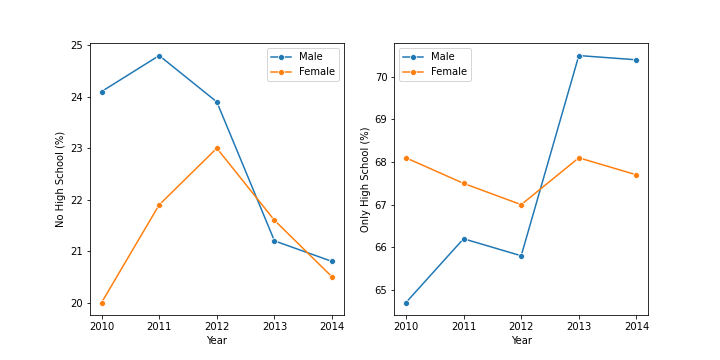 25
24
23
22
21
20
No High School (%)
2010 2011 2012 2013 2014
Year
Male
Female
70
69
68
67
66
65
Only High School (%)
2010 2011 2012 2013 2014
Year
Male
Female